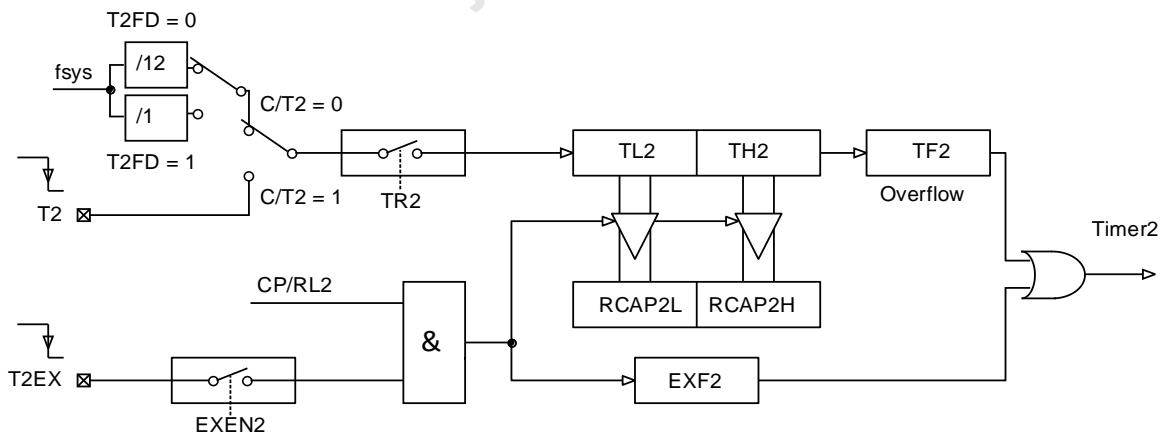 T2FD = 0
/12
fsys
C/T2 = 0
/1
T2FD = 1
TL2
TH2
TF2
C/T2 = 1
TR2
Overflow
T2
Timer2
CP/RL2
RCAP2L
RCAP2H
&
T2EX
EXF2
EXEN2